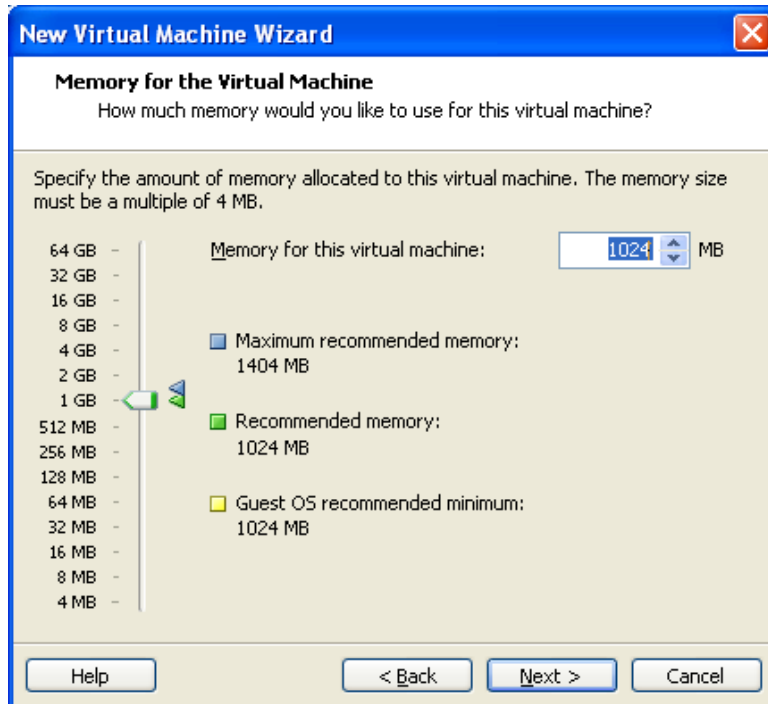 New Virtual Machine Wizard
Memory for the Virtual Machine
How much memory would you like to use for this virtual machine?
Specify the amount of memory allocated to this virtual machine. The memory size
must be a multiple of 4 MB.
64 GB
32 GB
16 GB
8 GB
4 GB
2 GB
1 GB
512 MB
256 MB
128 MB
64 MB
32 MB
16 MB
8 MB
4 MB
Memory for this virtual machine: 1024 MB
Maximum recommended memory:
1404 MB
Recommended memory:
1024 MB
Guest OS recommended minimum:
1024 MB
Help < Back Next > Cancel